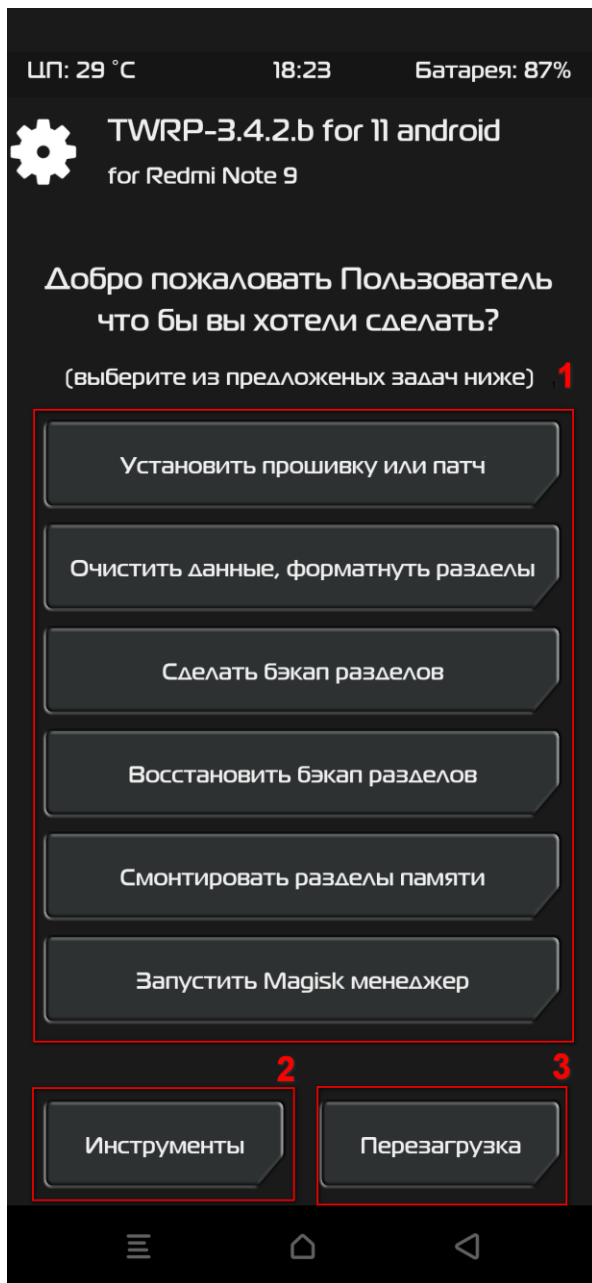 ЦП: 29 °C 18:23 Батарея: 87%
TWRP-3.4.2.b for 11 android
for Redmi Note 9
Добро пожаловать Пользователь
что бы вы хотели сделать?
(выберите из предложеных задач ниже) 1
Установить прошивку или патч
Очистить данные, форматнуть разделы
Сделать бэкап разделов
Восстановить бэкап разделов
Смонтировать разделы памяти
Запустить Magisk менеджер
2 3
Инструменты Перезагрузка